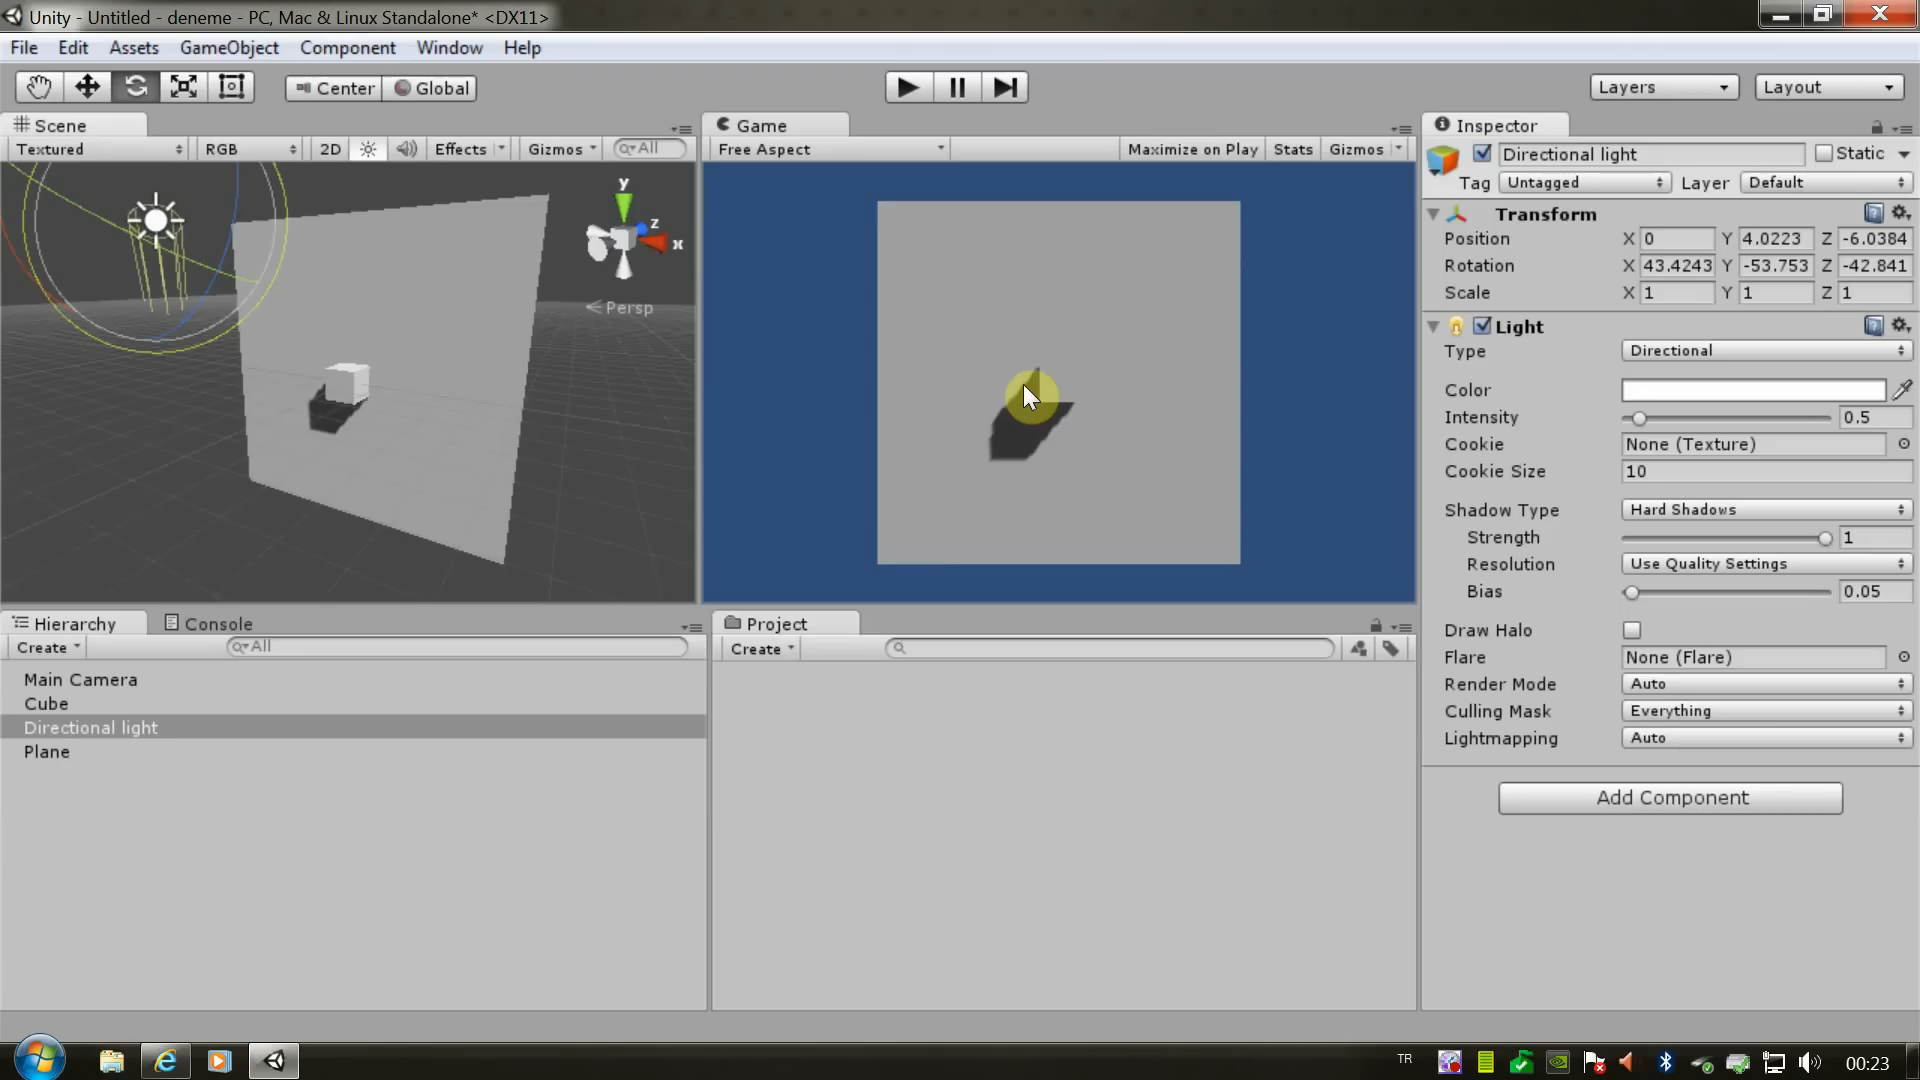 Unity - Untitled - deneme - PC, Mac & Linux Standalone* <DX11>
File Edit Assets GameObject Component Window Help
Center Global Layers Layout
Scene
Textured RGB 2D Effects Gizmos All
y
z
x
Persp
Game
Free Aspect Maximize on Play Stats Gizmos
Inspector
Directional light Static
Tag Untagged Layer Default
Transform
Position X 0 Y 4.0223 Z -6.0384
Rotation X 43.4243 Y -53.753 Z -42.841
Scale X 1 Y 1 Z 1
Light
Type Directional
Color
Intensity 0.5
Cookie None (Texture)
Cookie Size 10
Shadow Type Hard Shadows
Strength 1
Resolution Use Quality Settings
Bias 0.05
Draw Halo
Flare None (Flare)
Render Mode Auto
Culling Mask Everything
Lightmapping Auto
Add Component
Hierarchy Console
Create All
Main Camera
Cube
Directional light
Plane
Project
Create
TR 00:23